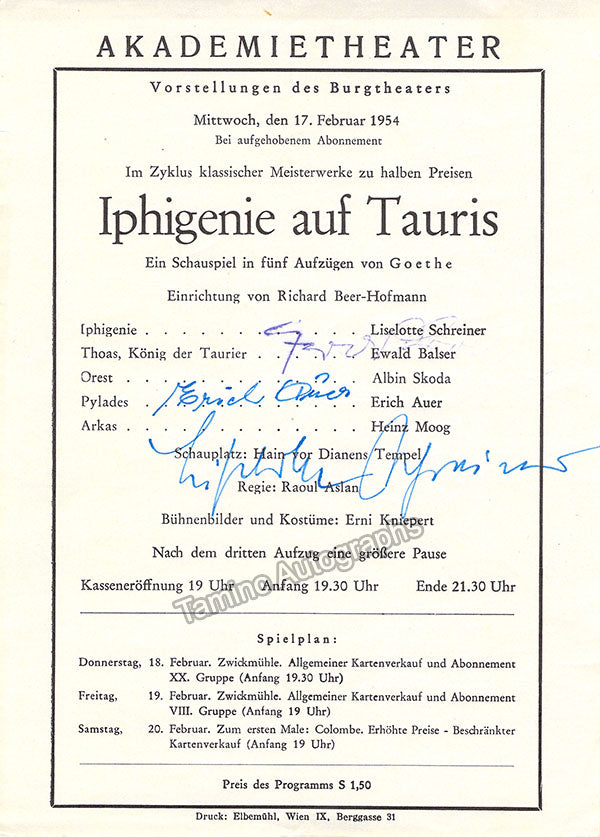 AKADEMIETHEATER
Vorstellungen des Burgtheaters
Mittwoch, den 17. Februar 1954
Bei aufgehobenem Abonnement
Im Zyklus klassischer Meisterwerke zu halben Preisen
Iphigenie auf Tauris
Ein Schauspiel in fünf Aufzügen von Goethe
Einrichtung von Richard Beer-Hofmann
Iphigenie . . . . . . . . . . . . Liselotte Schreiner
Thoas, König der Taurier . . . . . . . Ewald Balser
Orest . . . . . . . . . . . . . Albin Skoda
Pylades . . . . . . . . . . . . Erich Auer
Erich Auer
Arkas . . . . . . . . . . . . . Heinz Moog
Schauplatz: Hain vor Dianens Tempel
Liselotte Schreiner
Regie: Raoul Aslan
Bühnenbilder und Kostüme: Erni Kniepert
Nach dem dritten Aufzug eine größere Pause
Kasseneröffnung 19 Uhr Anfang 19.30 Uhr Ende 21.30 Uhr
Tamino Autographs
Spielplan:
Donnerstag, 18. Februar. Zwickmühle. Allgemeiner Kartenverkauf und Abonnement
XX. Gruppe (Anfang 19.30 Uhr)
Freitag, 19. Februar. Zwickmühle. Allgemeiner Kartenverkauf und Abonnement
VIII. Gruppe (Anfang 19 Uhr)
Samstag, 20. Februar. Zum ersten Male: Colombe. Erhöhte Preise - Beschränkter
Kartenverkauf (Anfang 19 Uhr)
Preis des Programms S 1,50
Druck: Elbemühl, Wien IX, Berggasse 31